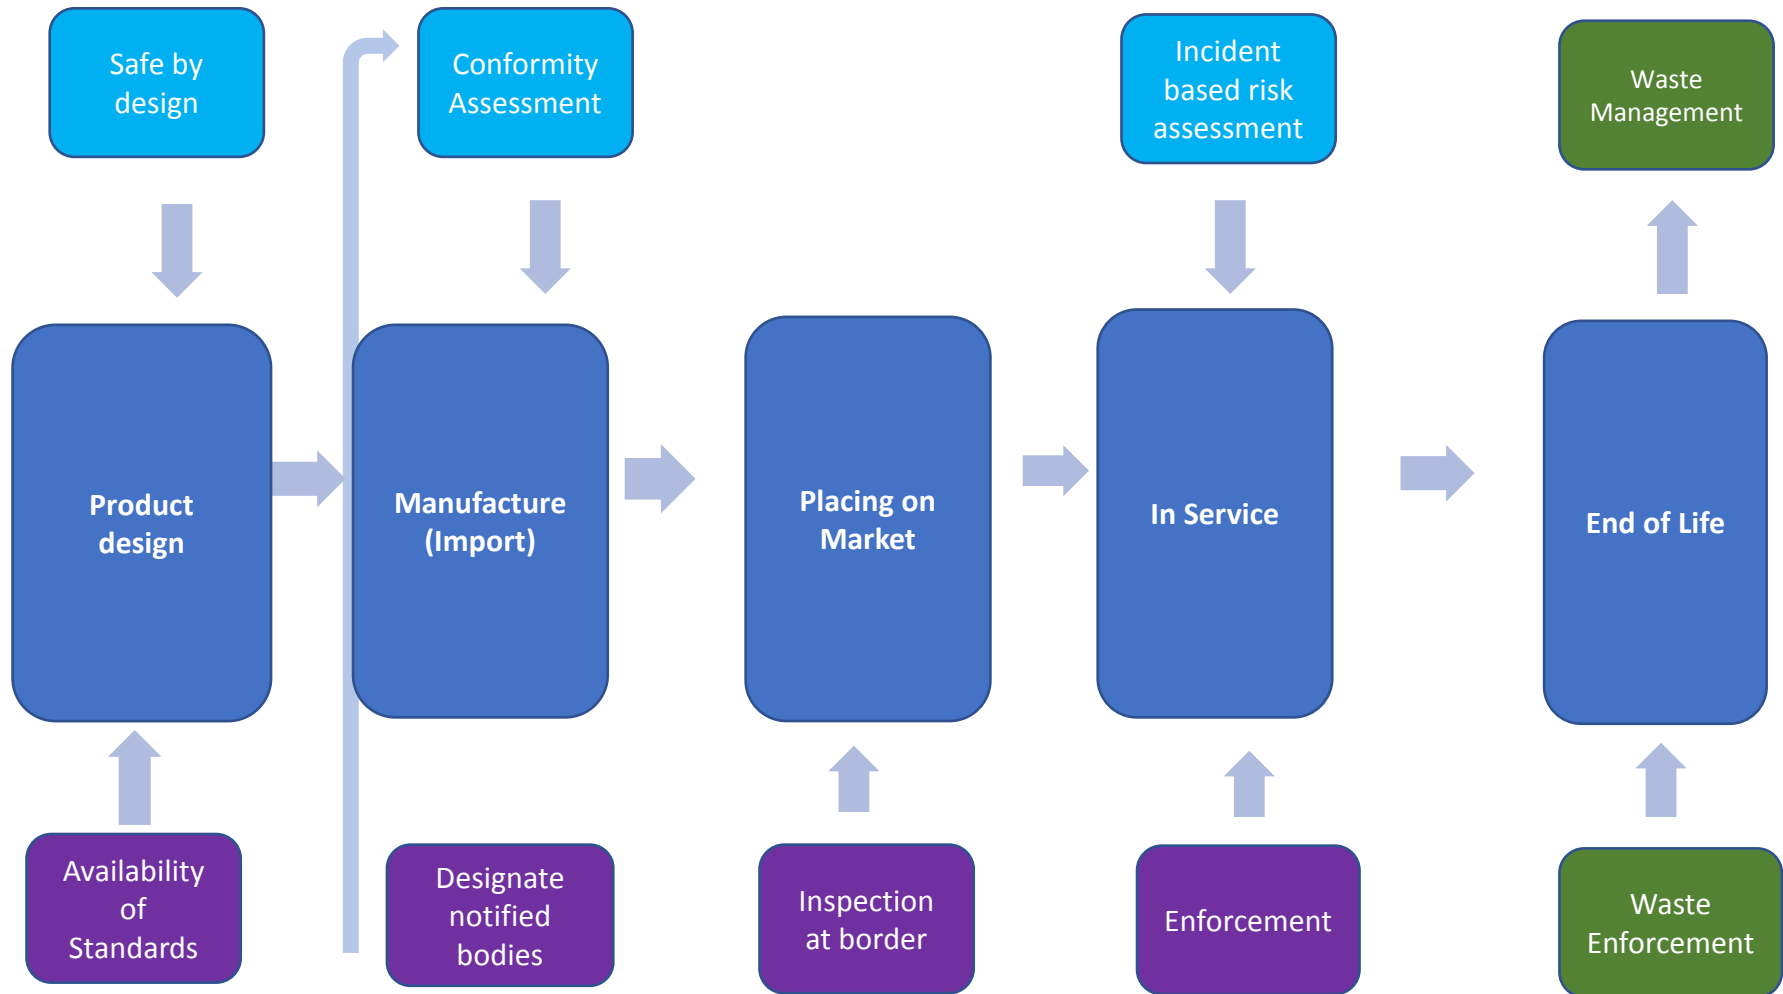 Safe by
design
Conformity
Assessment
Incident
based risk
assessment
Waste
Management
Product
design
Manufacture
(Import)
Placing on
Market
In Service
End of Life
Availability
of
Standards
Designate
notified
bodies
Inspection
at border
Enforcement
Waste
Enforcement